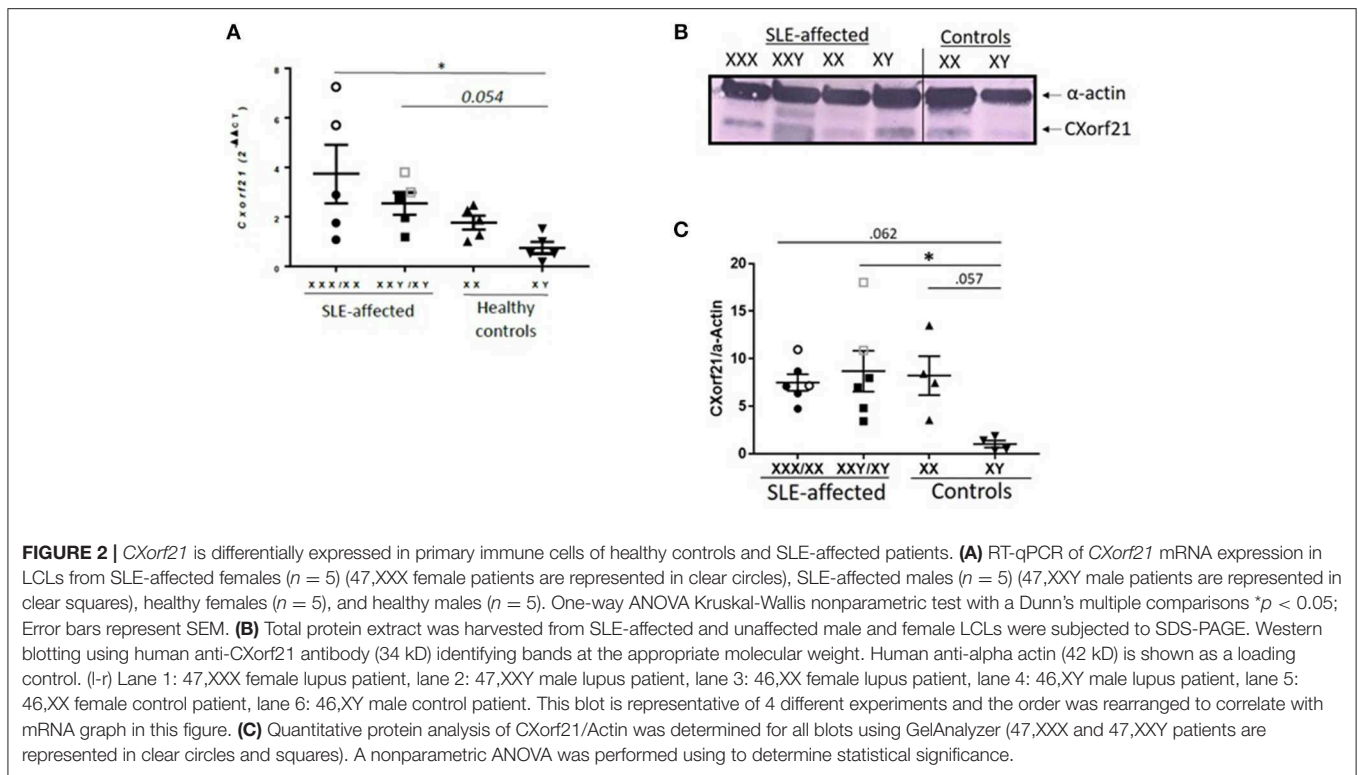 A
*
0.054
8
6
4
2
0
Cxorf21 (2^-ΔΔCT)
XXX/XX XXY/XY XX XY
SLE-affected
Healthy
controls
B
SLE-affected Controls
XXX XXY XX XY XX XY
α-actin
CXorf21
C
.062
*
.057
20
15
10
5
0
CXorf21/a-Actin
XXX/XX XXY/XY XX XY
SLE-affected Controls
FIGURE 2 | CXorf21 is differentially expressed in primary immune cells of healthy controls and SLE-affected patients. (A) RT-qPCR of CXorf21 mRNA expression in
LCLs from SLE-affected females (n = 5) (47,XXX female patients are represented in clear circles), SLE-affected males (n = 5) (47,XXY male patients are represented in
clear squares), healthy females (n = 5), and healthy males (n = 5). One-way ANOVA Kruskal-Wallis nonparametric test with a Dunn's multiple comparisons *p < 0.05;
Error bars represent SEM. (B) Total protein extract was harvested from SLE-affected and unaffected male and female LCLs were subjected to SDS-PAGE. Western
blotting using human anti-CXorf21 antibody (34 kD) identifying bands at the appropriate molecular weight. Human anti-alpha actin (42 kD) is shown as a loading
control. (l-r) Lane 1: 47,XXX female lupus patient, lane 2: 47,XXY male lupus patient, lane 3: 46,XX female lupus patient, lane 4: 46,XY male lupus patient, lane 5:
46,XX female control patient, lane 6: 46,XY male control patient. This blot is representative of 4 different experiments and the order was rearranged to correlate with
mRNA graph in this figure. (C) Quantitative protein analysis of CXorf21/Actin was determined for all blots using GelAnalyzer (47,XXX and 47,XXY patients are
represented in clear circles and squares). A nonparametric ANOVA was performed using to determine statistical significance.